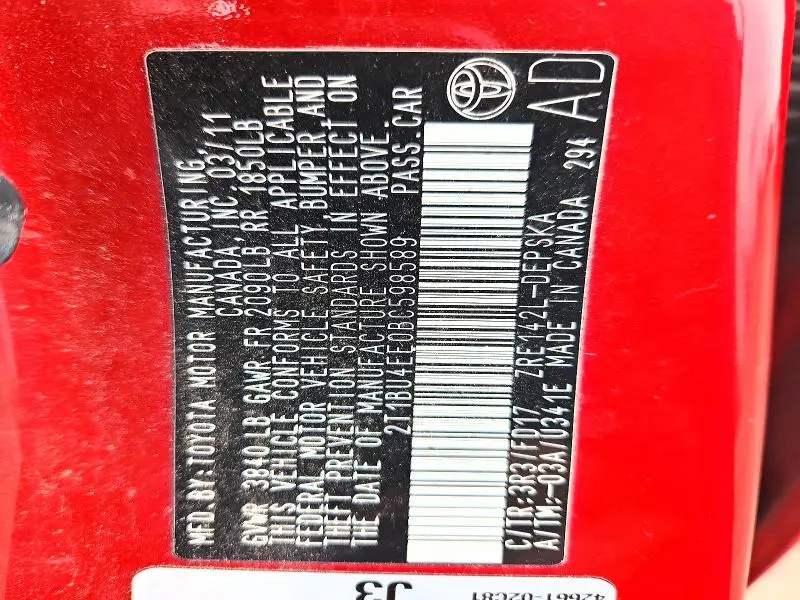 MFD.BY:TOYOTA MOTOR MANUFACTURING
CANADA, INC. 03/11
GVWR 3840LB GAWR FR 2090LB RR 1850LB
THIS VEHICLE CONFORMS TO ALL APPLICABLE
FEDERAL MOTOR VEHICLE SAFETY, BUMPER, AND
THEFT PREVENTION STANDARDS IN EFFECT ON
THE DATE OF MANUFACTURE SHOWN ABOVE.
2T1BU4EE0BC598589 PASS.CAR
C/TR:3R3/FD17 ZRE142L-DEPSKA
A/TM:-03A/U341E MADE IN CANADA 294
AD
42661-02C81
J3